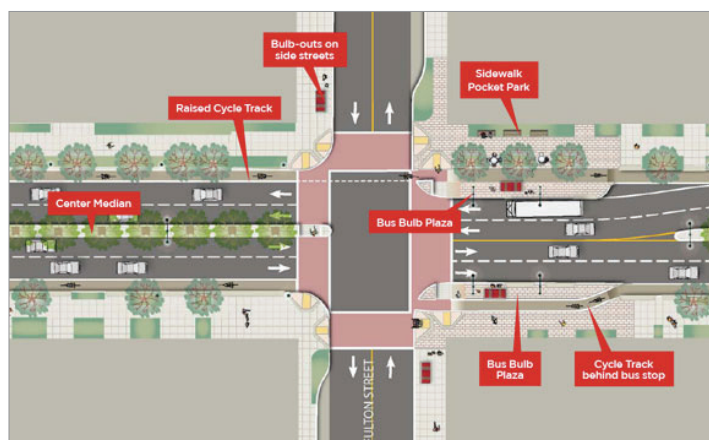 Bulb-outs on
side streets
Sidewalk
Pocket Park
Raised Cycle Track
Center Median
Bus Bulb Plaza
Bus Bulb
Plaza
Cycle Track
behind bus stop
FULTON STREET